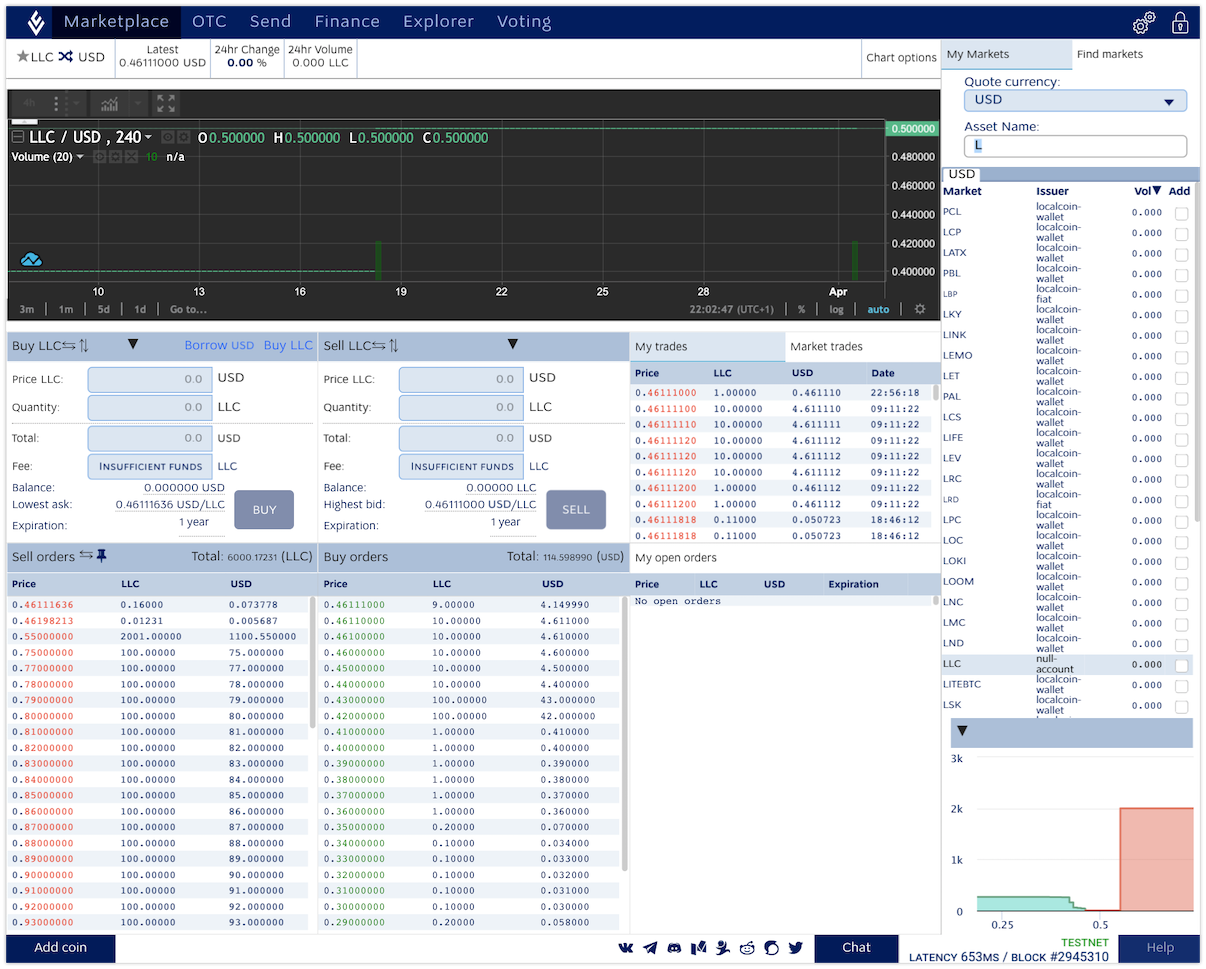 Marketplace OTC Send Finance Explorer Voting
LLC USD
Latest
0.46111000 USD
24hr Change
0.00 %
24hr Volume
0.000 LLC
Chart options
My Markets Find markets
Quote currency:
USD
Asset Name:
L
USD
Market Issuer Vol▼ Add
PCL localcoin-wallet 0.000
LCP localcoin-wallet 0.000
LATX localcoin-wallet 0.000
PBL localcoin-wallet 0.000
LBP localcoin-fiat 0.000
LKY localcoin-wallet 0.000
LINK localcoin-wallet 0.000
LEMO localcoin-wallet 0.000
LET localcoin-wallet 0.000
PAL localcoin-wallet 0.000
LCS localcoin-wallet 0.000
LIFE localcoin-wallet 0.000
LEV localcoin-wallet 0.000
LRC localcoin-wallet 0.000
LRD localcoin-fiat 0.000
LPC localcoin-wallet 0.000
LOC localcoin-wallet 0.000
LOKI localcoin-wallet 0.000
LOOM localcoin-wallet 0.000
LNC localcoin-wallet 0.000
LMC localcoin-wallet 0.000
LND localcoin-wallet 0.000
LLC null-account 0.000
LITEBTC localcoin-wallet 0.000
LSK localcoin-wallet 0.000
4h
LLC / USD , 240 O0.500000 H0.500000 L0.500000 C0.500000
Volume (20) 10 n/a
0.500000
0.480000
0.460000
0.440000
0.420000
0.400000
10 13 16 19 22 25 28 Apr
3m 1m 5d 1d Go to... 22:02:47 (UTC+1) % log auto
Buy LLC Borrow USD Buy LLC
Price LLC: 0.0 USD
Quantity: 0.0 LLC
Total: 0.0 USD
Fee: INSUFFICIENT FUNDS LLC
Balance: 0.000000 USD
Lowest ask: 0.46111636 USD/LLC
Expiration: 1 year
BUY
Sell LLC
Price LLC: 0.0 USD
Quantity: 0.0 LLC
Total: 0.0 USD
Fee: INSUFFICIENT FUNDS LLC
Balance: 0.00000 LLC
Highest bid: 0.46111000 USD/LLC
Expiration: 1 year
SELL
My trades Market trades
Price LLC USD Date
0.46111000 1.00000 0.461110 22:56:18
0.46111100 10.00000 4.611110 09:11:22
0.46111110 10.00000 4.611111 09:11:22
0.46111120 10.00000 4.611112 09:11:22
0.46111120 10.00000 4.611112 09:11:22
0.46111120 10.00000 4.611112 09:11:22
0.46111200 1.00000 0.461112 09:11:22
0.46111200 1.00000 0.461112 09:11:22
0.46111818 0.11000 0.050723 18:46:12
0.46111818 0.11000 0.050723 18:46:12
Sell orders Total: 6000.17231 (LLC)
Price LLC USD
0.46111636 0.16000 0.073778
0.46198213 0.01231 0.005687
0.55000000 2001.00000 1100.550000
0.75000000 100.00000 75.000000
0.77000000 100.00000 77.000000
0.78000000 100.00000 78.000000
0.79000000 100.00000 79.000000
0.80000000 100.00000 80.000000
0.81000000 100.00000 81.000000
0.82000000 100.00000 82.000000
0.83000000 100.00000 83.000000
0.84000000 100.00000 84.000000
0.85000000 100.00000 85.000000
0.86000000 100.00000 86.000000
0.87000000 100.00000 87.000000
0.88000000 100.00000 88.000000
0.89000000 100.00000 89.000000
0.90000000 100.00000 90.000000
0.91000000 100.00000 91.000000
0.92000000 100.00000 92.000000
0.93000000 100.00000 93.000000
Buy orders Total: 114.598990 (USD)
Price LLC USD
0.46111000 9.00000 4.149990
0.46110000 10.00000 4.611000
0.46100000 10.00000 4.610000
0.46000000 10.00000 4.600000
0.45000000 10.00000 4.500000
0.44000000 10.00000 4.400000
0.43000000 100.00000 43.000000
0.42000000 100.00000 42.000000
0.41000000 1.00000 0.410000
0.40000000 1.00000 0.400000
0.39000000 1.00000 0.390000
0.38000000 1.00000 0.380000
0.37000000 1.00000 0.370000
0.36000000 1.00000 0.360000
0.35000000 0.20000 0.070000
0.34000000 0.10000 0.034000
0.33000000 0.10000 0.033000
0.32000000 0.10000 0.032000
0.31000000 0.10000 0.031000
0.30000000 0.10000 0.030000
0.29000000 0.20000 0.058000
My open orders
Price LLC USD Expiration
No open orders
3k
2k
1k
0
0.25 0.5
Add coin
Chat
TESTNET
LATENCY 653MS / BLOCK #2945310
Help